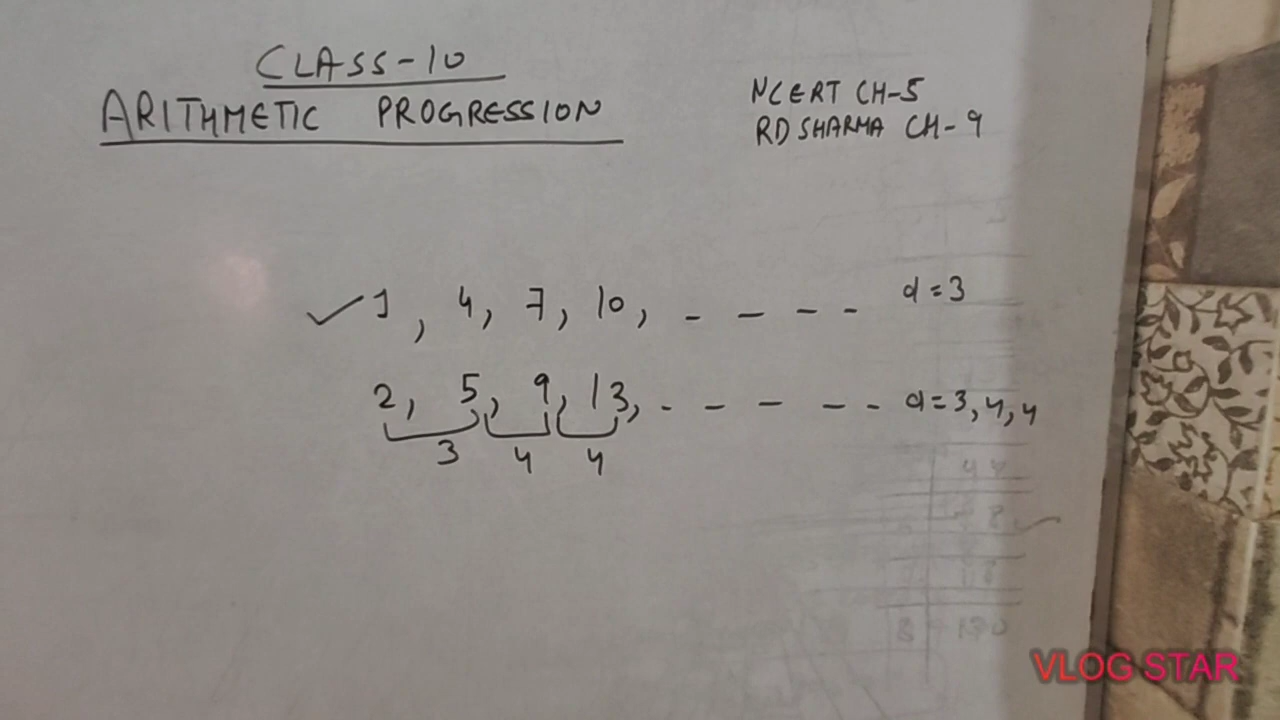 CLASS-10
ARITHMETIC PROGRESSION
NCERT CH-5
RD SHARMA CH-9
✓ 1, 4, 7, 10, - - - - d=3
2, 5, 9, 13, - - - - - d=3,4,4
3 4 4
VLOG STAR